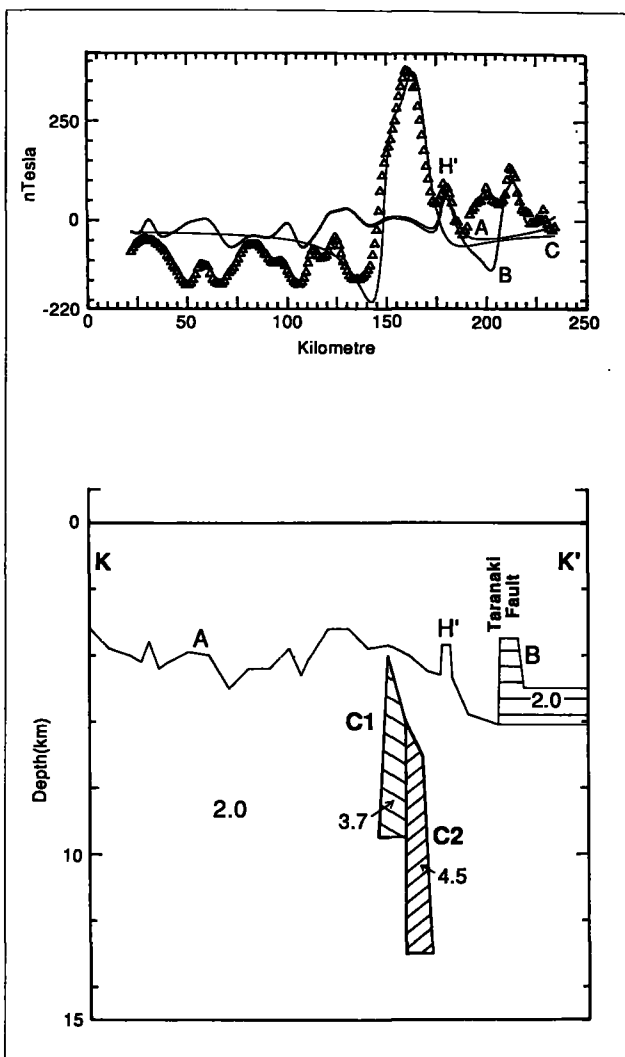 nTesla
250
0
-220
H'
A
B
C
0
50
100
150
200
250
Kilometre
0
K
K'
Taranaki
Fault
A
H'
B
2.0
C1
Depth(km)
2.0
3.7
C2
10
4.5
15